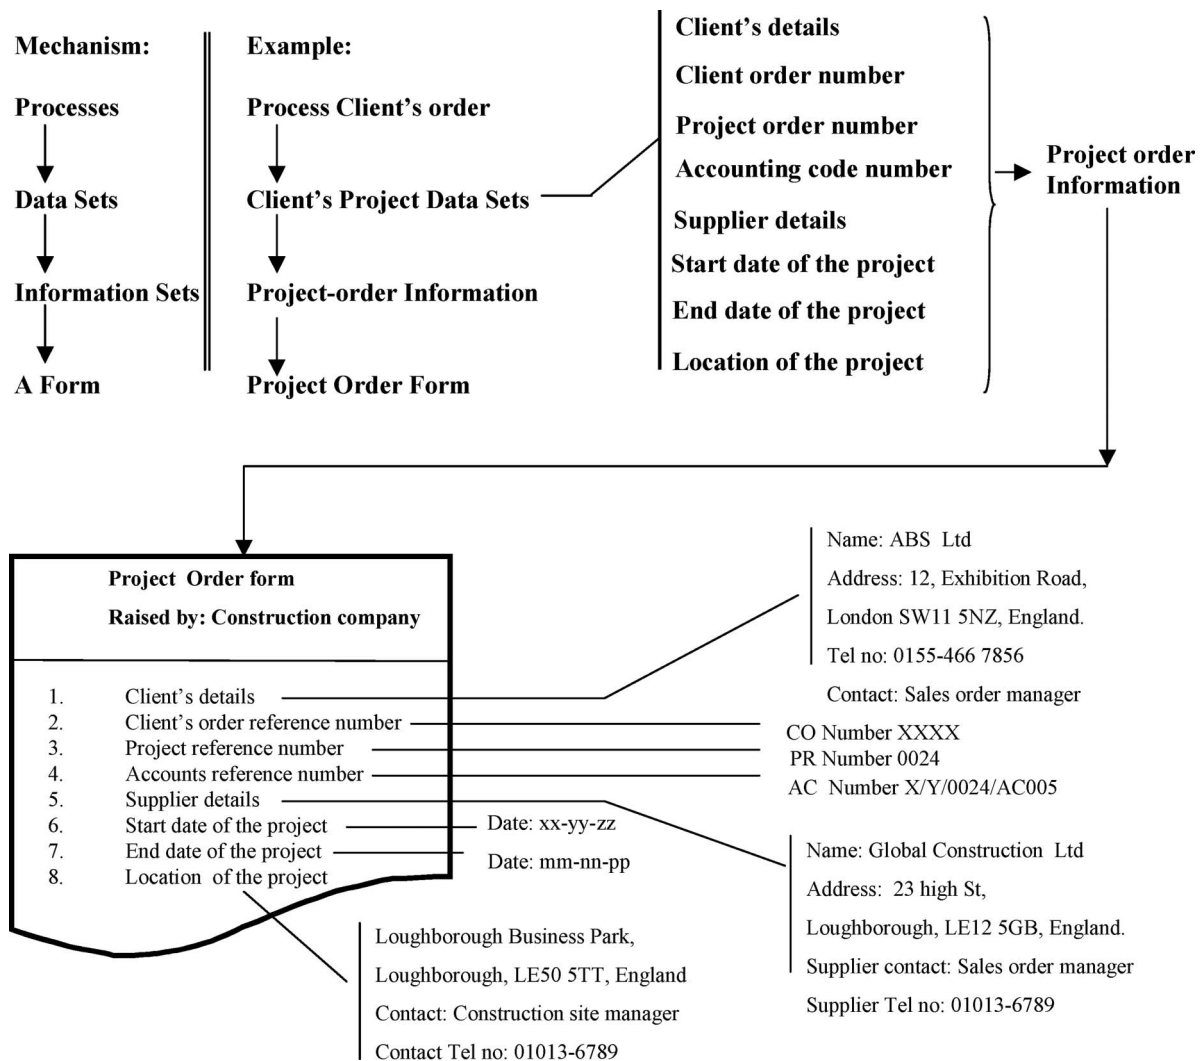 Mechanism:
Processes
Data Sets
Information Sets
A Form
Example:
Process Client’s order
Client’s Project Data Sets
Project-order Information
Project Order Form
Client’s details
Client order number
Project order number
Accounting code number
Supplier details
Start date of the project
End date of the project
Location of the project
Project order
Information
Project Order form
Raised by: Construction company
1. Client’s details
2. Client’s order reference number
3. Project reference number
4. Accounts reference number
5. Supplier details
6. Start date of the project
7. End date of the project
8. Location of the project
Name: ABS Ltd
Address: 12, Exhibition Road,
London SW11 5NZ, England.
Tel no: 0155-466 7856
Contact: Sales order manager
CO Number XXXX
PR Number 0024
AC Number X/Y/0024/AC005
Date: xx-yy-zz
Date: mm-nn-pp
Name: Global Construction Ltd
Address: 23 high St,
Loughborough, LE12 5GB, England.
Supplier contact: Sales order manager
Supplier Tel no: 01013-6789
Loughborough Business Park,
Loughborough, LE50 5TT, England
Contact: Construction site manager
Contact Tel no: 01013-6789